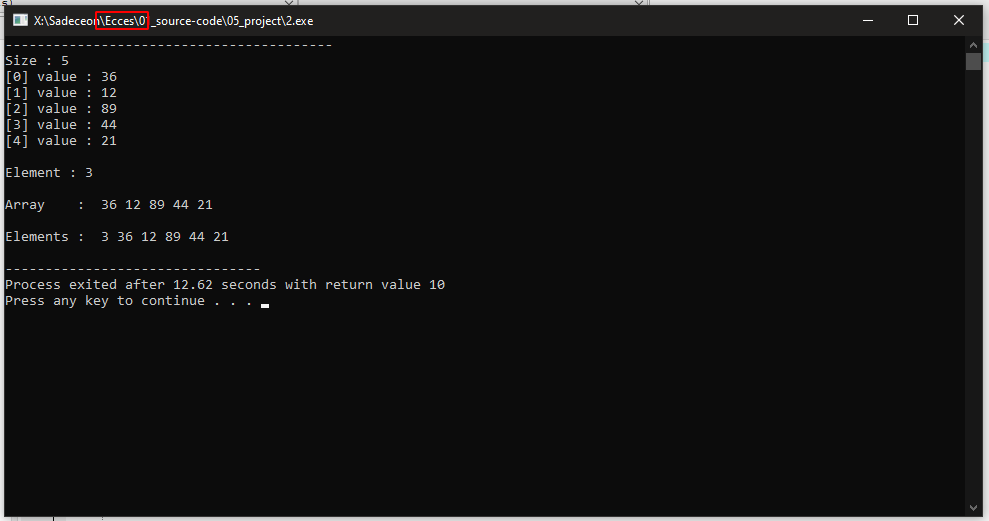 X:\Sadeceon\Ecces\01_source-code\05_project\2.exe
-----------------------------------------
Size : 5
[0] value : 36
[1] value : 12
[2] value : 89
[3] value : 44
[4] value : 21
Element : 3
Array    :  36 12 89 44 21
Elements :  3 36 12 89 44 21
--------------------------------
Process exited after 12.62 seconds with return value 10
Press any key to continue . . .